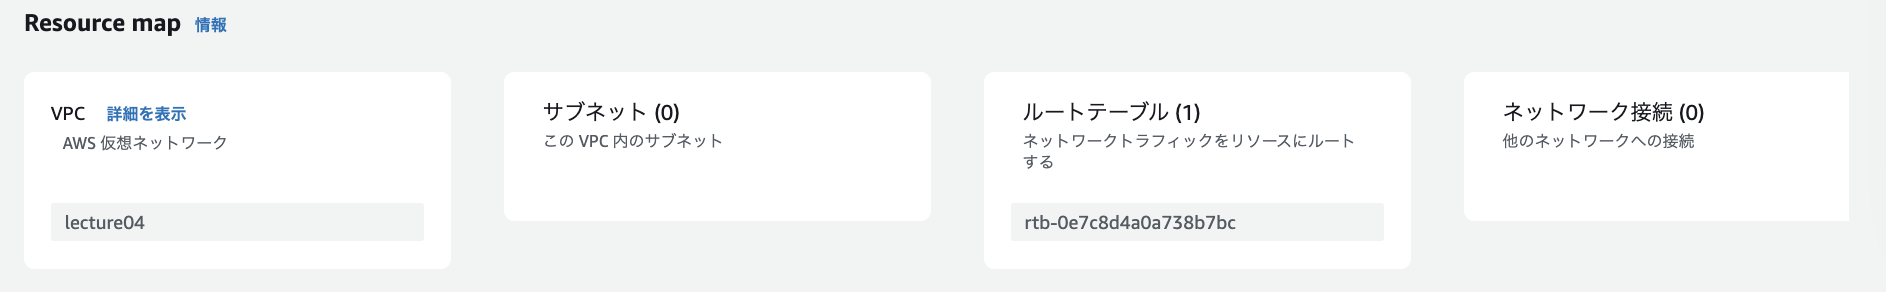 Resource map 情報
VPC 詳細を表示
AWS 仮想ネットワーク
lecture04
サブネット (0)
この VPC 内のサブネット
ルートテーブル (1)
ネットワークトラフィックをリソースにルート
する
rtb-0e7c8d4a0a738b7bc
ネットワーク接続 (0)
他のネットワークへの接続